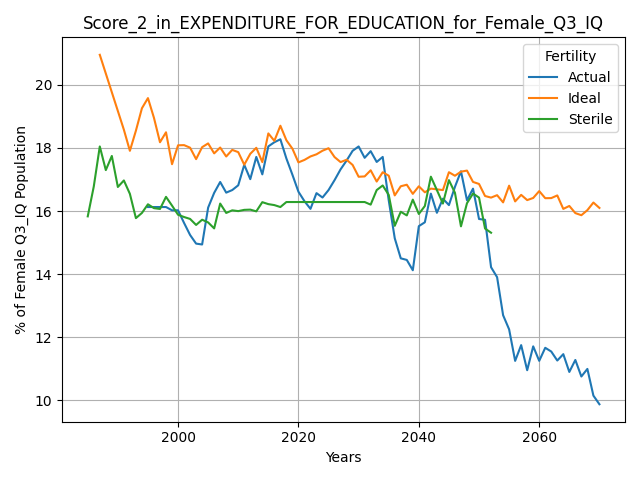 Score_2_in_EXPENDITURE_FOR_EDUCATION_for_Female_Q3_IQ
Fertility
Actual
Ideal
Sterile
% of Female Q3_IQ Population
20
18
16
14
12
10
2000
2020
2040
2060
Years